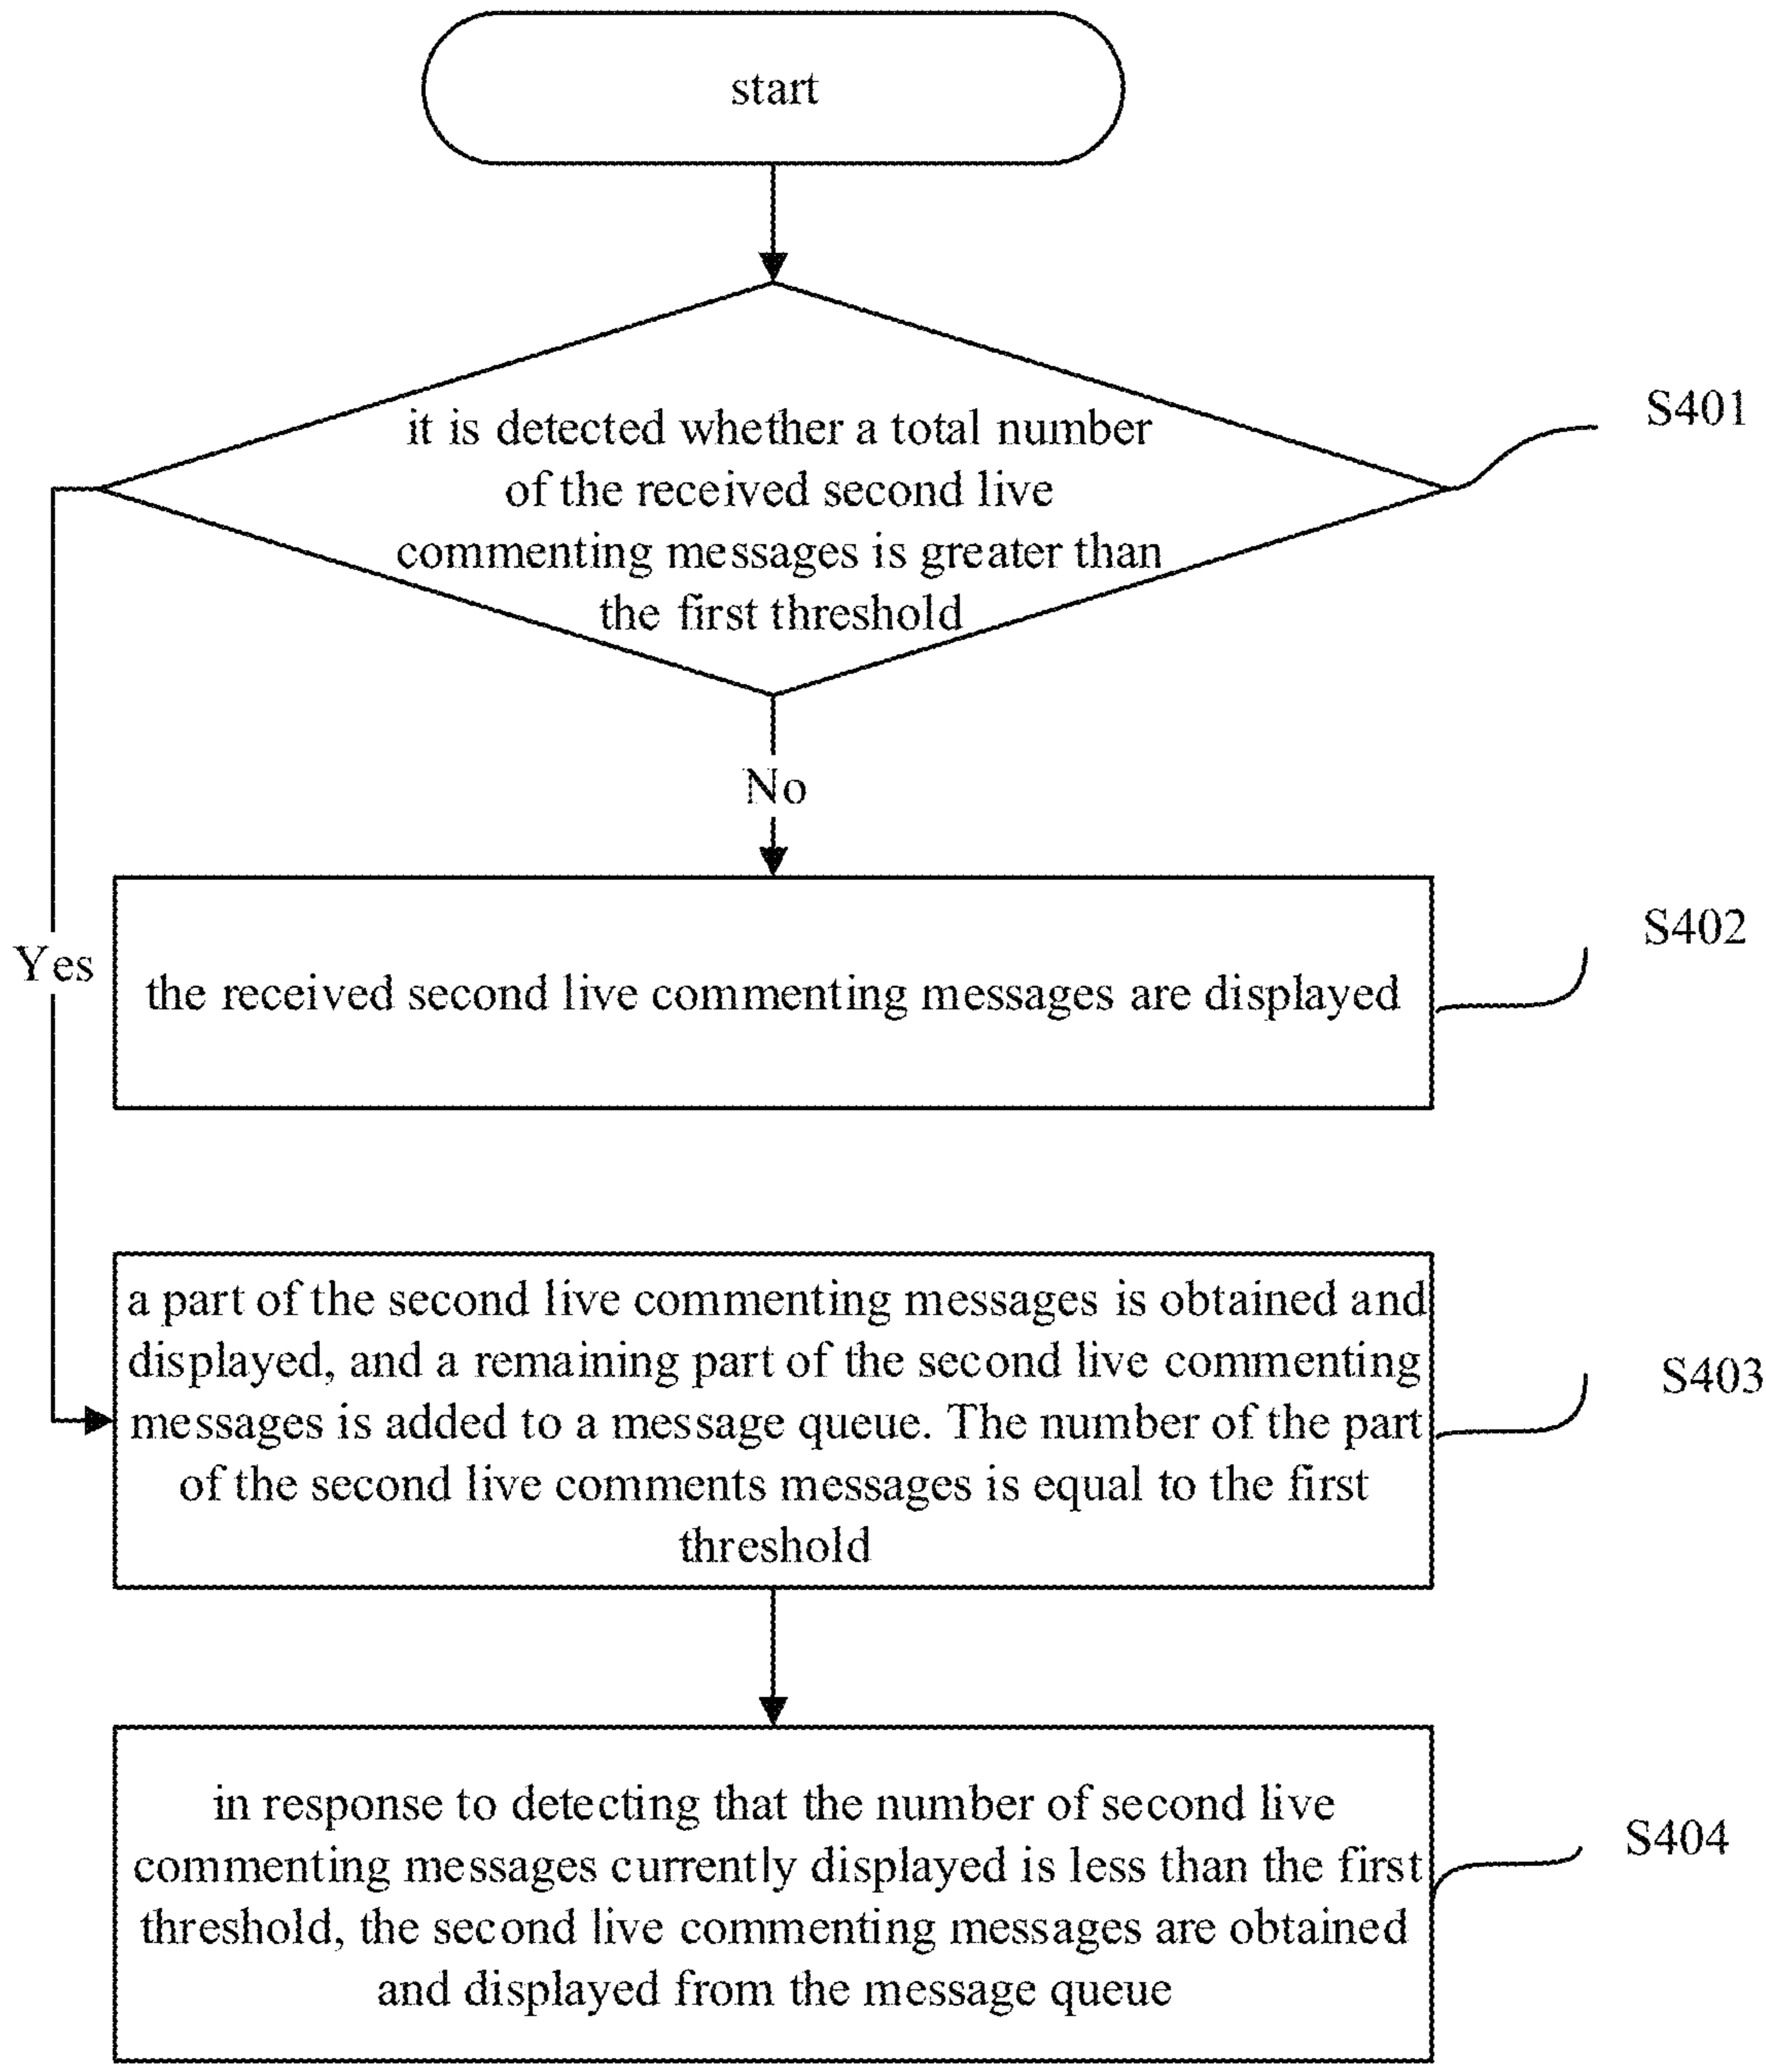 start
it is detected whether a total number
of the received second live
commenting messages is greater than
the first threshold
S401
No
Yes
the received second live commenting messages are displayed
S402
a part of the second live commenting messages is obtained and
displayed, and a remaining part of the second live commenting
messages is added to a message queue. The number of the part
of the second live comments messages is equal to the first
threshold
S403
in response to detecting that the number of second live
commenting messages currently displayed is less than the first
threshold, the second live commenting messages are obtained
and displayed from the message queue
S404